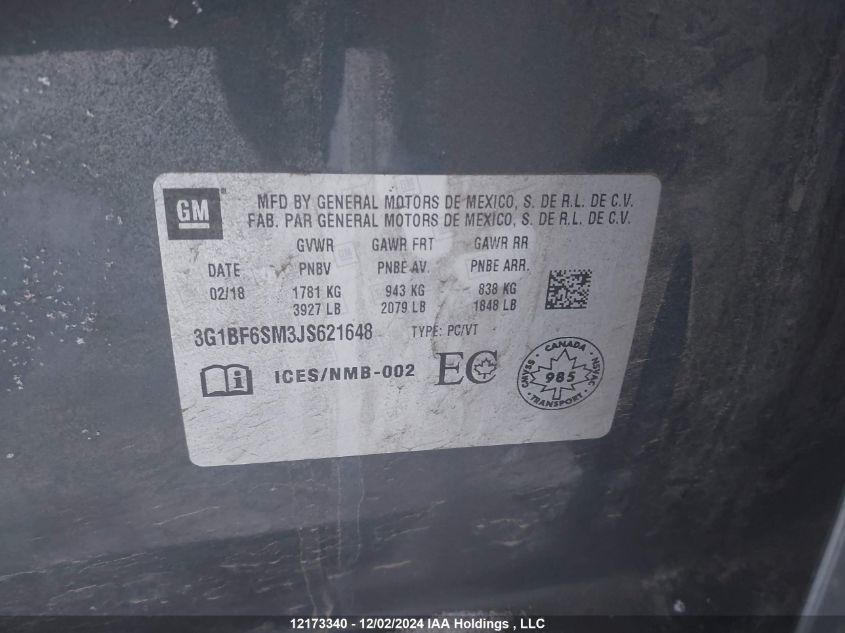 GM ®
MFD BY GENERAL MOTORS DE MEXICO, S. DE R.L. DE C.V.
FAB. PAR GENERAL MOTORS DE MEXICO, S. DE R.L. DE C.V.
GVWR GAWR FRT GAWR RR
DATE PNBV PNBE AV. PNBE ARR.
02/18 1781 KG 943 KG 838 KG
3927 LB 2079 LB 1848 LB
3G1BF6SM3JS621648 TYPE: PC/VT
i ICES/NMB-002 EC
CANADA
CMVSS 985 NSVAC
TRANSPORT
12173340 - 12/02/2024 IAA Holdings , LLC